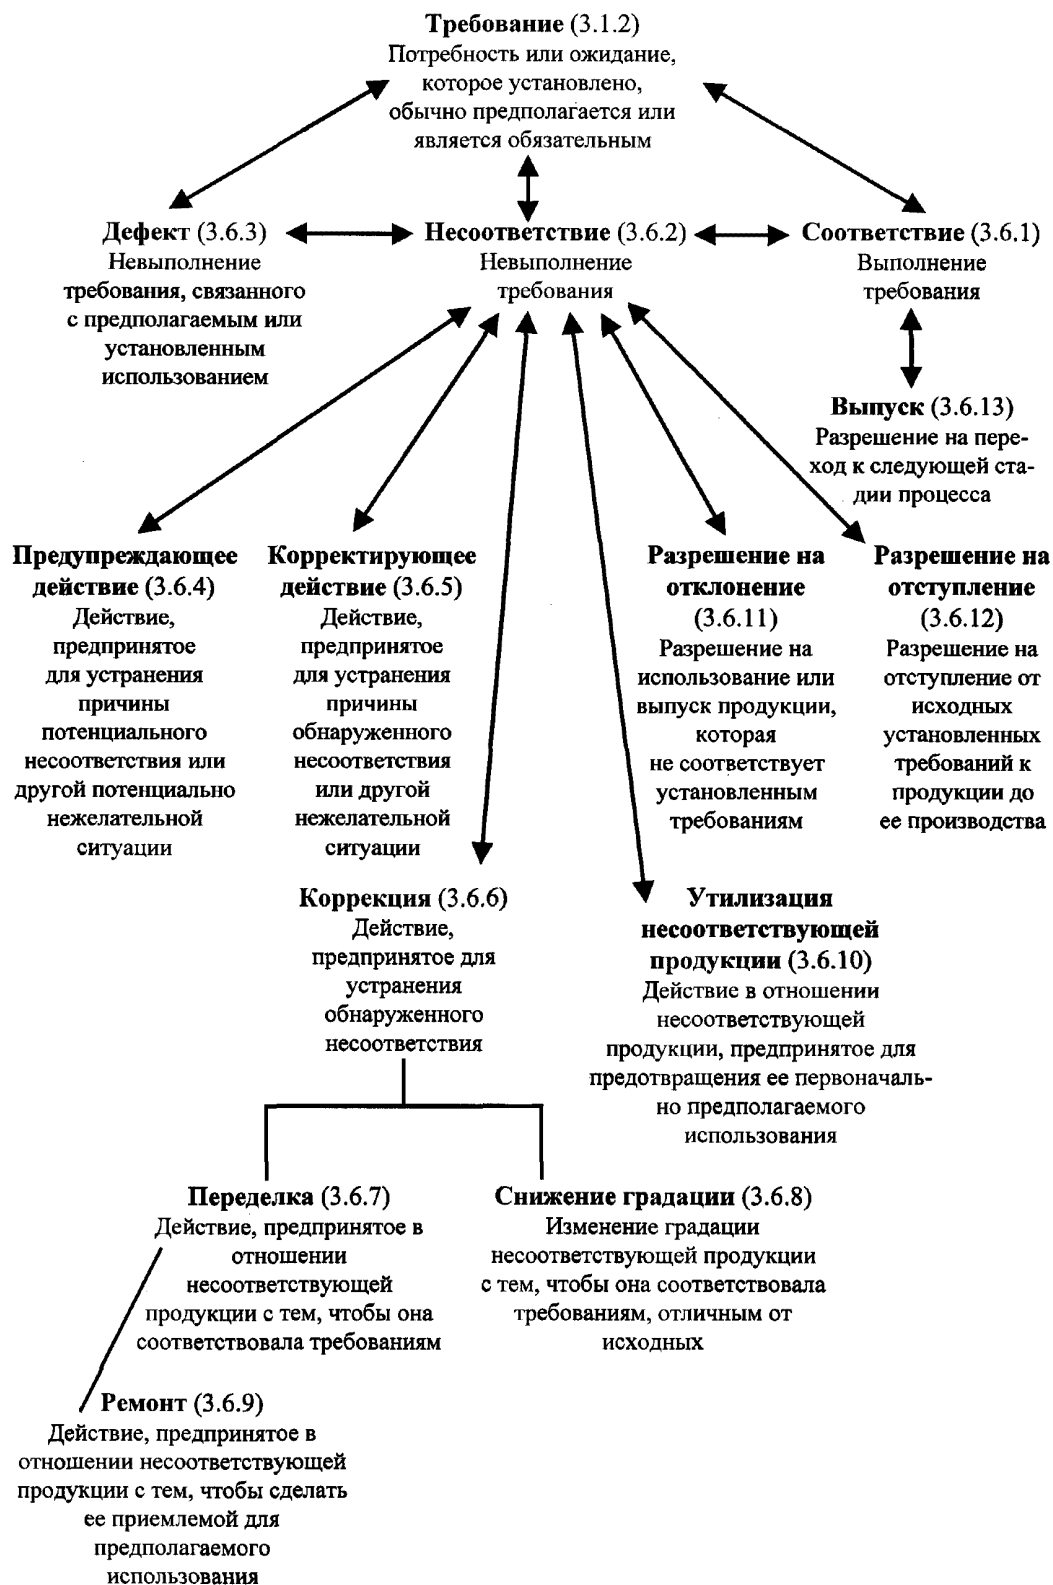 Требование (3.1.2)
Потребность или ожидание,
которое установлено,
обычно предполагается или
является обязательным
Дефект (3.6.3)
Невыполнение
требования, связанного
с предполагаемым или
установленным
использованием
Несоответствие (3.6.2)
Невыполнение
требования
Соответствие (3.6.1)
Выполнение
требования
Выпуск (3.6.13)
Разрешение на пере-
ход к следующей ста-
дии процесса
Предупреждающее
действие (3.6.4)
Действие,
предпринятое
для устранения
причины
потенциального
несоответствия или
другой потенциально
нежелательной
ситуации
Корректирующее
действие (3.6.5)
Действие,
предпринятое
для устранения
причины
обнаруженного
несоответствия
или другой
нежелательной
ситуации
Разрешение на
отклонение
(3.6.11)
Разрешение на
использование или
выпуск продукции,
которая
не соответствует
установленным
требованиям
Разрешение на
отступление
(3.6.12)
Разрешение на
отступление от
исходных
установленных
требований к
продукции до
ее производства
Коррекция (3.6.6)
Действие,
предпринятое для
устранения
обнаруженного
несоответствия
Утилизация
несоответствующей
продукции (3.6.10)
Действие в отношении
несоответствующей
продукции, предпринятое для
предотвращения ее первоначаль-
но предполагаемого
использования
Переделка (3.6.7)
Действие, предпринятое в
отношении
несоответствующей
продукции с тем, чтобы она
соответствовала требованиям
Снижение градации (3.6.8)
Изменение градации
несоответствующей продукции
с тем, чтобы она соответствовала
требованиям, отличным от
исходных
Ремонт (3.6.9)
Действие, предпринятое в
отношении несоответствующей
продукции с тем, чтобы сделать
ее приемлемой для
предполагаемого
использования